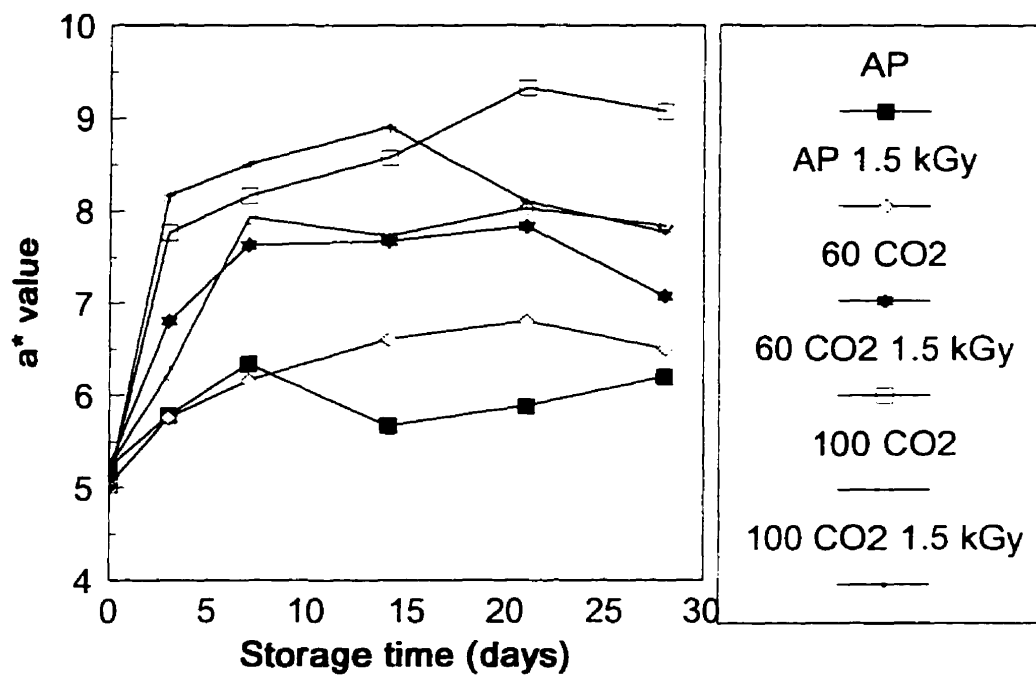 10
9
8
7
6
5
4
a* value
0 5 10 15 20 25 30
Storage time (days)
AP
AP 1.5 kGy
60 CO2
60 CO2 1.5 kGy
100 CO2
100 CO2 1.5 kGy